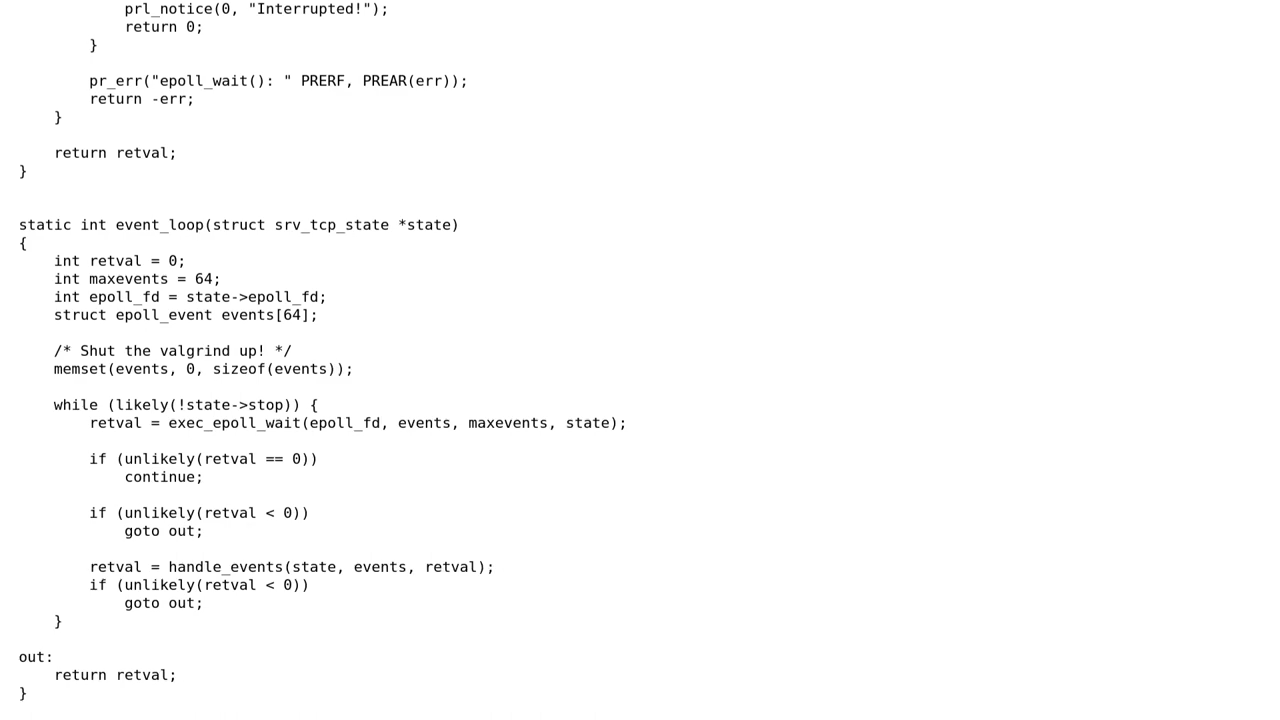 prl_notice(0, "Interrupted!");
            return 0;
        }

        pr_err("epoll_wait(): " PRERF, PREAR(err));
        return -err;
    }

    return retval;
}


static int event_loop(struct srv_tcp_state *state)
{
    int retval = 0;
    int maxevents = 64;
    int epoll_fd = state->epoll_fd;
    struct epoll_event events[64];

    /* Shut the valgrind up! */
    memset(events, 0, sizeof(events));

    while (likely(!state->stop)) {
        retval = exec_epoll_wait(epoll_fd, events, maxevents, state);

        if (unlikely(retval == 0))
            continue;

        if (unlikely(retval < 0))
            goto out;

        retval = handle_events(state, events, retval);
        if (unlikely(retval < 0))
            goto out;
    }

out:
    return retval;
}